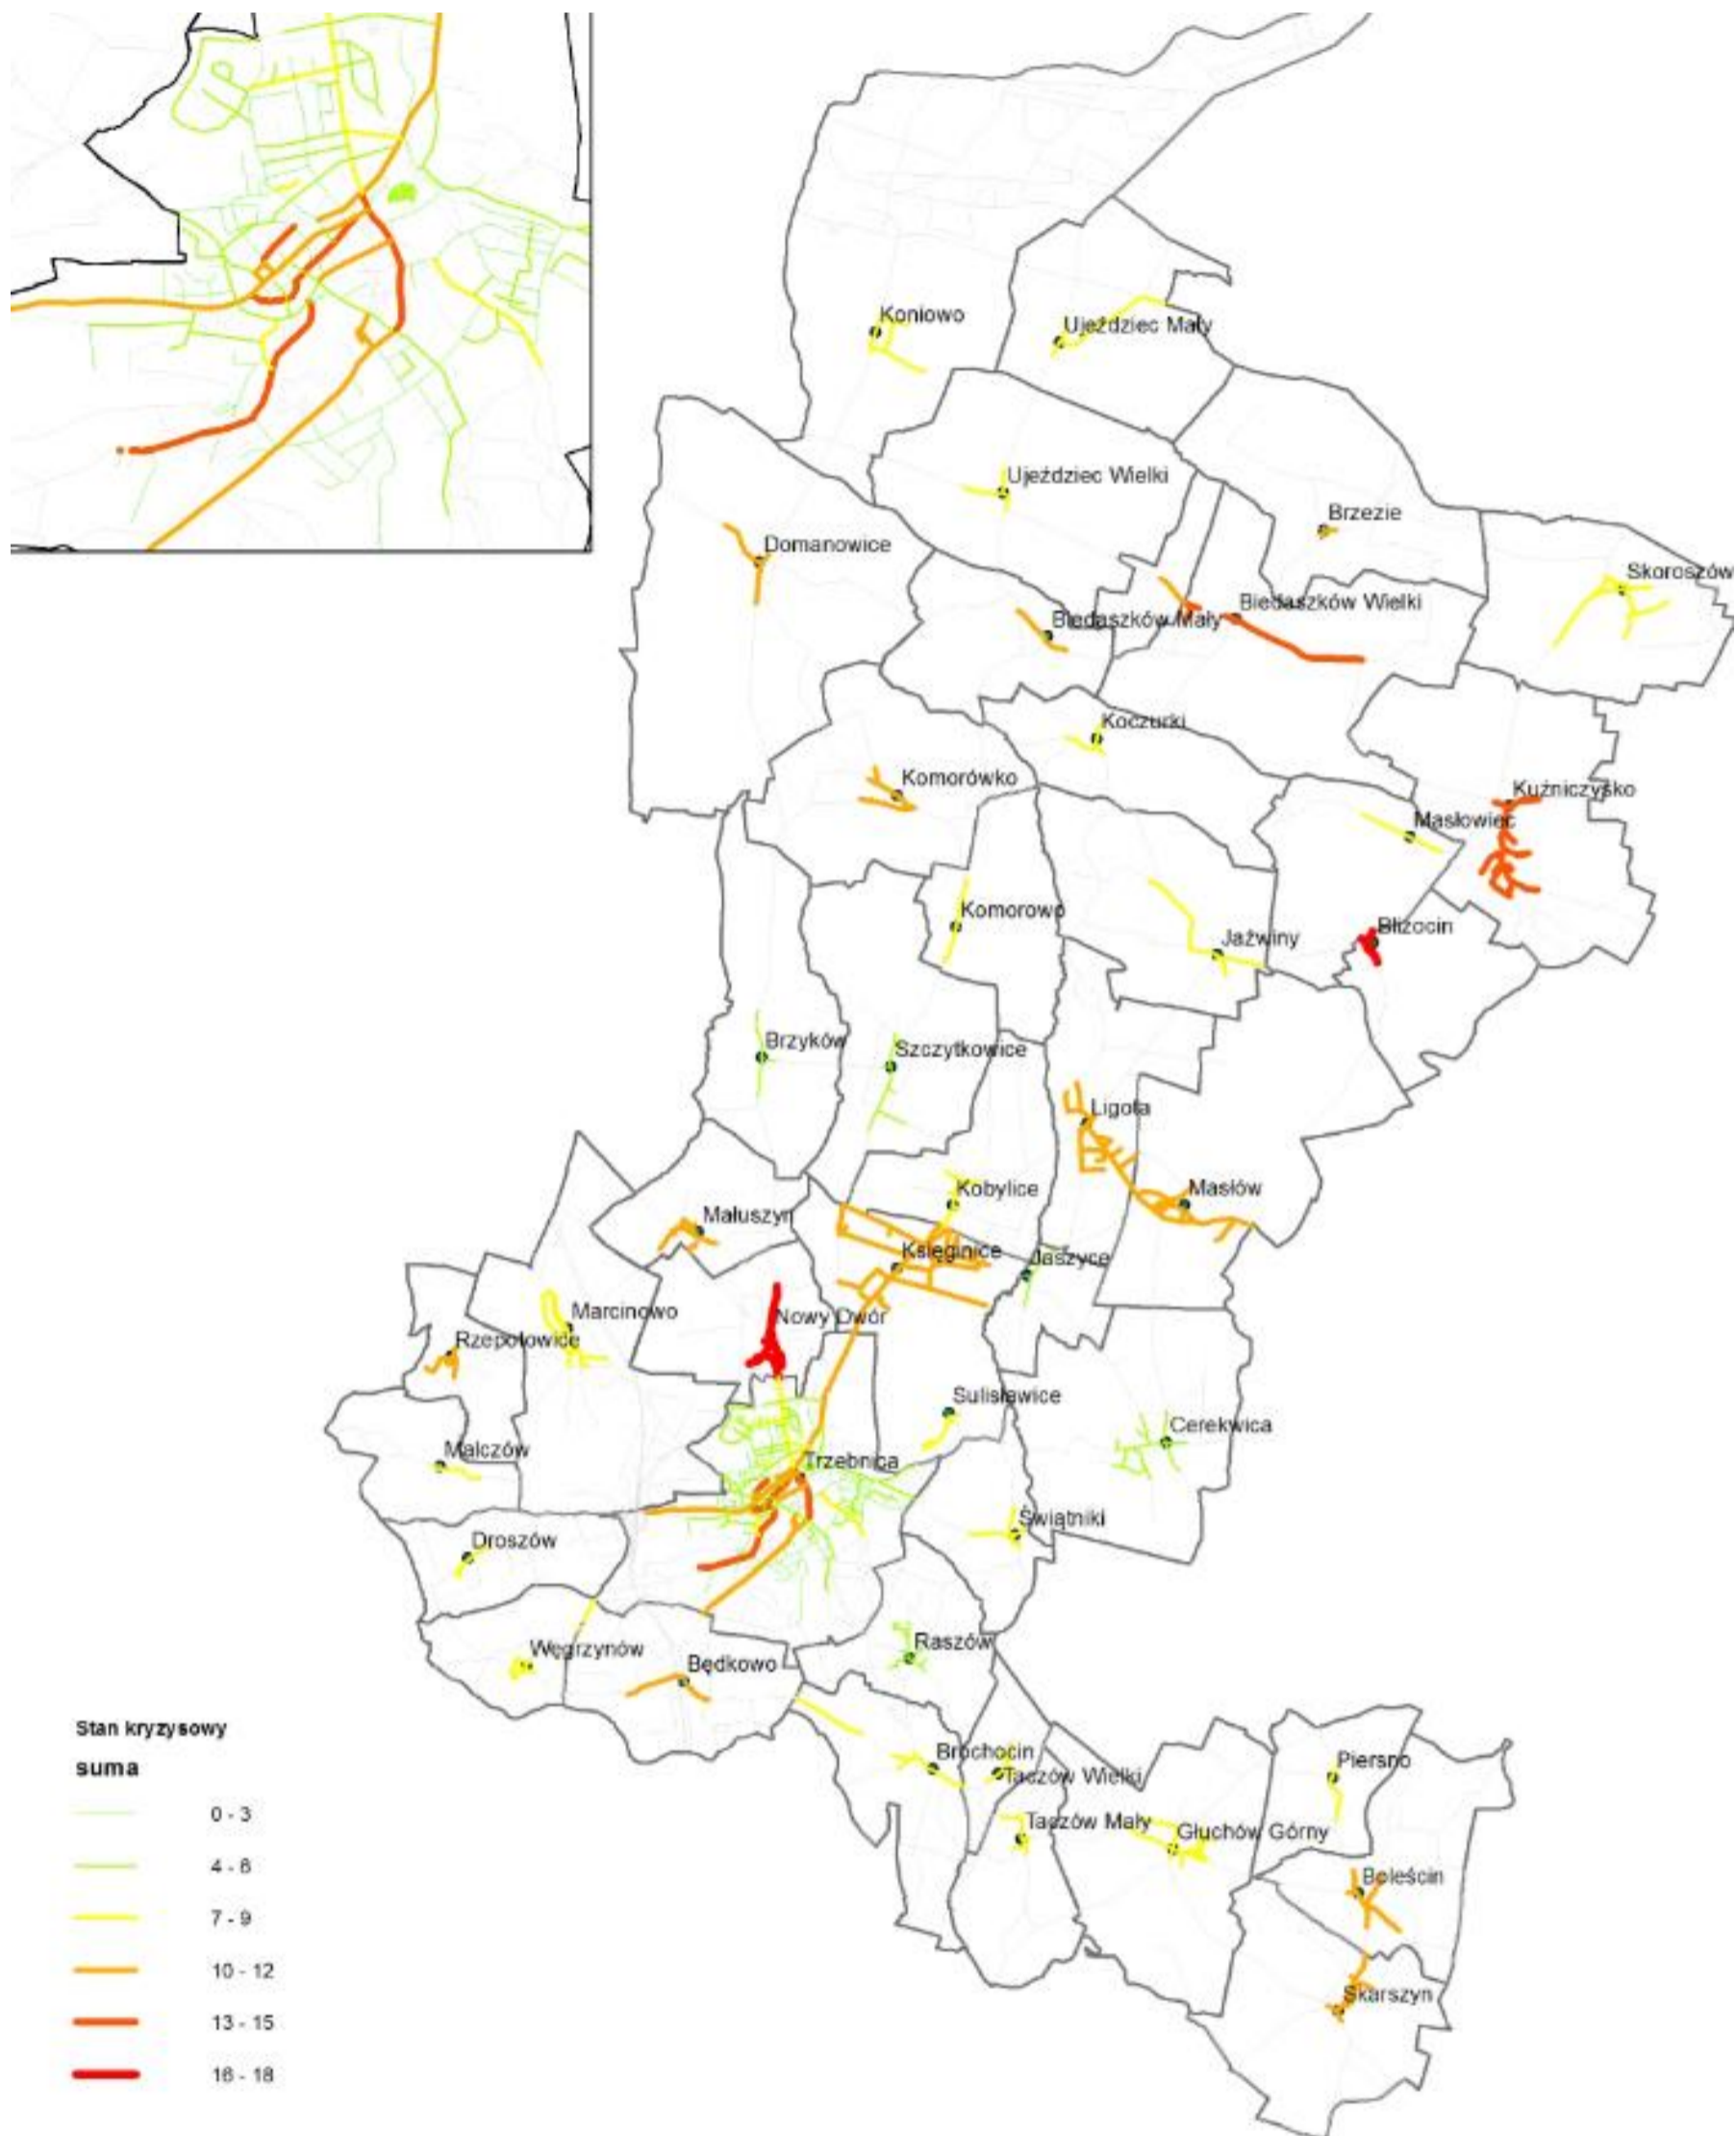 Koniowo
Ujeździec Mały
Ujeździec Wielki
Brzezie
Domanowice
Skoroszów
Biedaszków Wielki
Biedaszków Mały
Koczurki
Komorówko
Kuźniczysko
Masłowiec
Komorowo
Blizocin
Jaźwiny
Brzyków
Szczytkowice
Ligota
Kobylice
Masłów
Małuszyn
Księginice
Jaszyce
Marcinowo
Nowy Dwór
Rzepotowice
Sulisławice
Cerekwica
Malczów
Trzebnica
Świątniki
Droszów
Raszów
Węgrzynów
Będkowo
Stan kryzysowy
suma
Brochocin
Piersno
Taczów Wielki
0 - 3
Taczów Mały
Głuchów Górny
4 - 6
Boleścin
7 - 9
10 - 12
Skarszyn
13 - 15
16 - 18